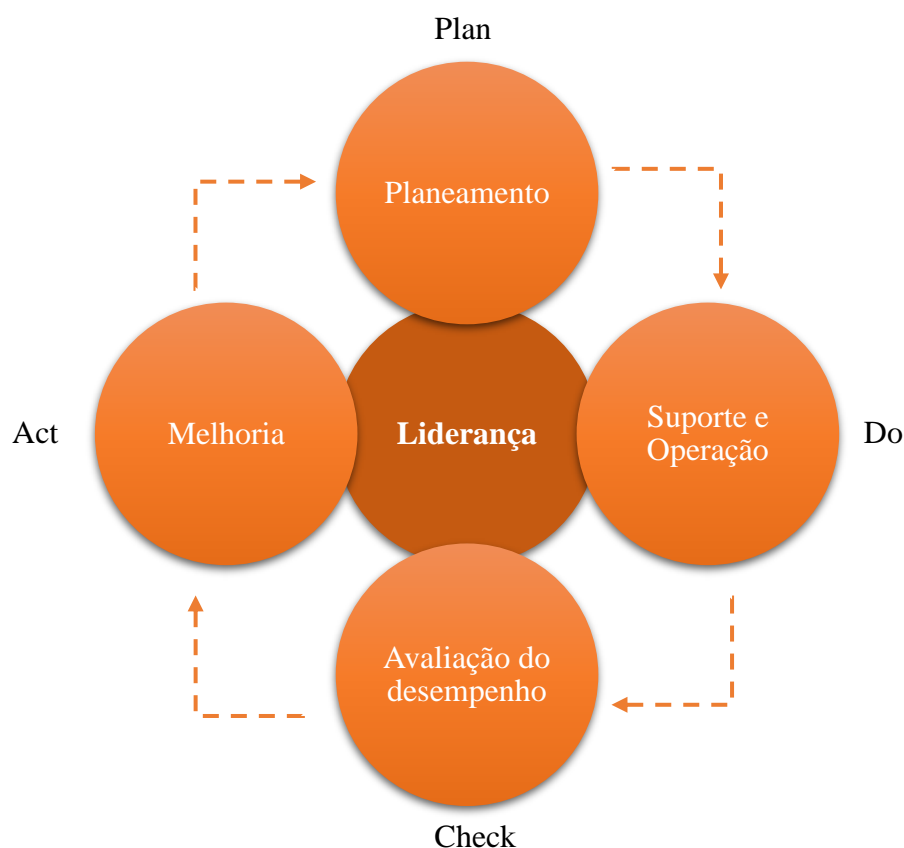 Plan
Planeamento
Act
Melhoria
Liderança
Suporte e
Operação
Do
Avaliação do
desempenho
Check